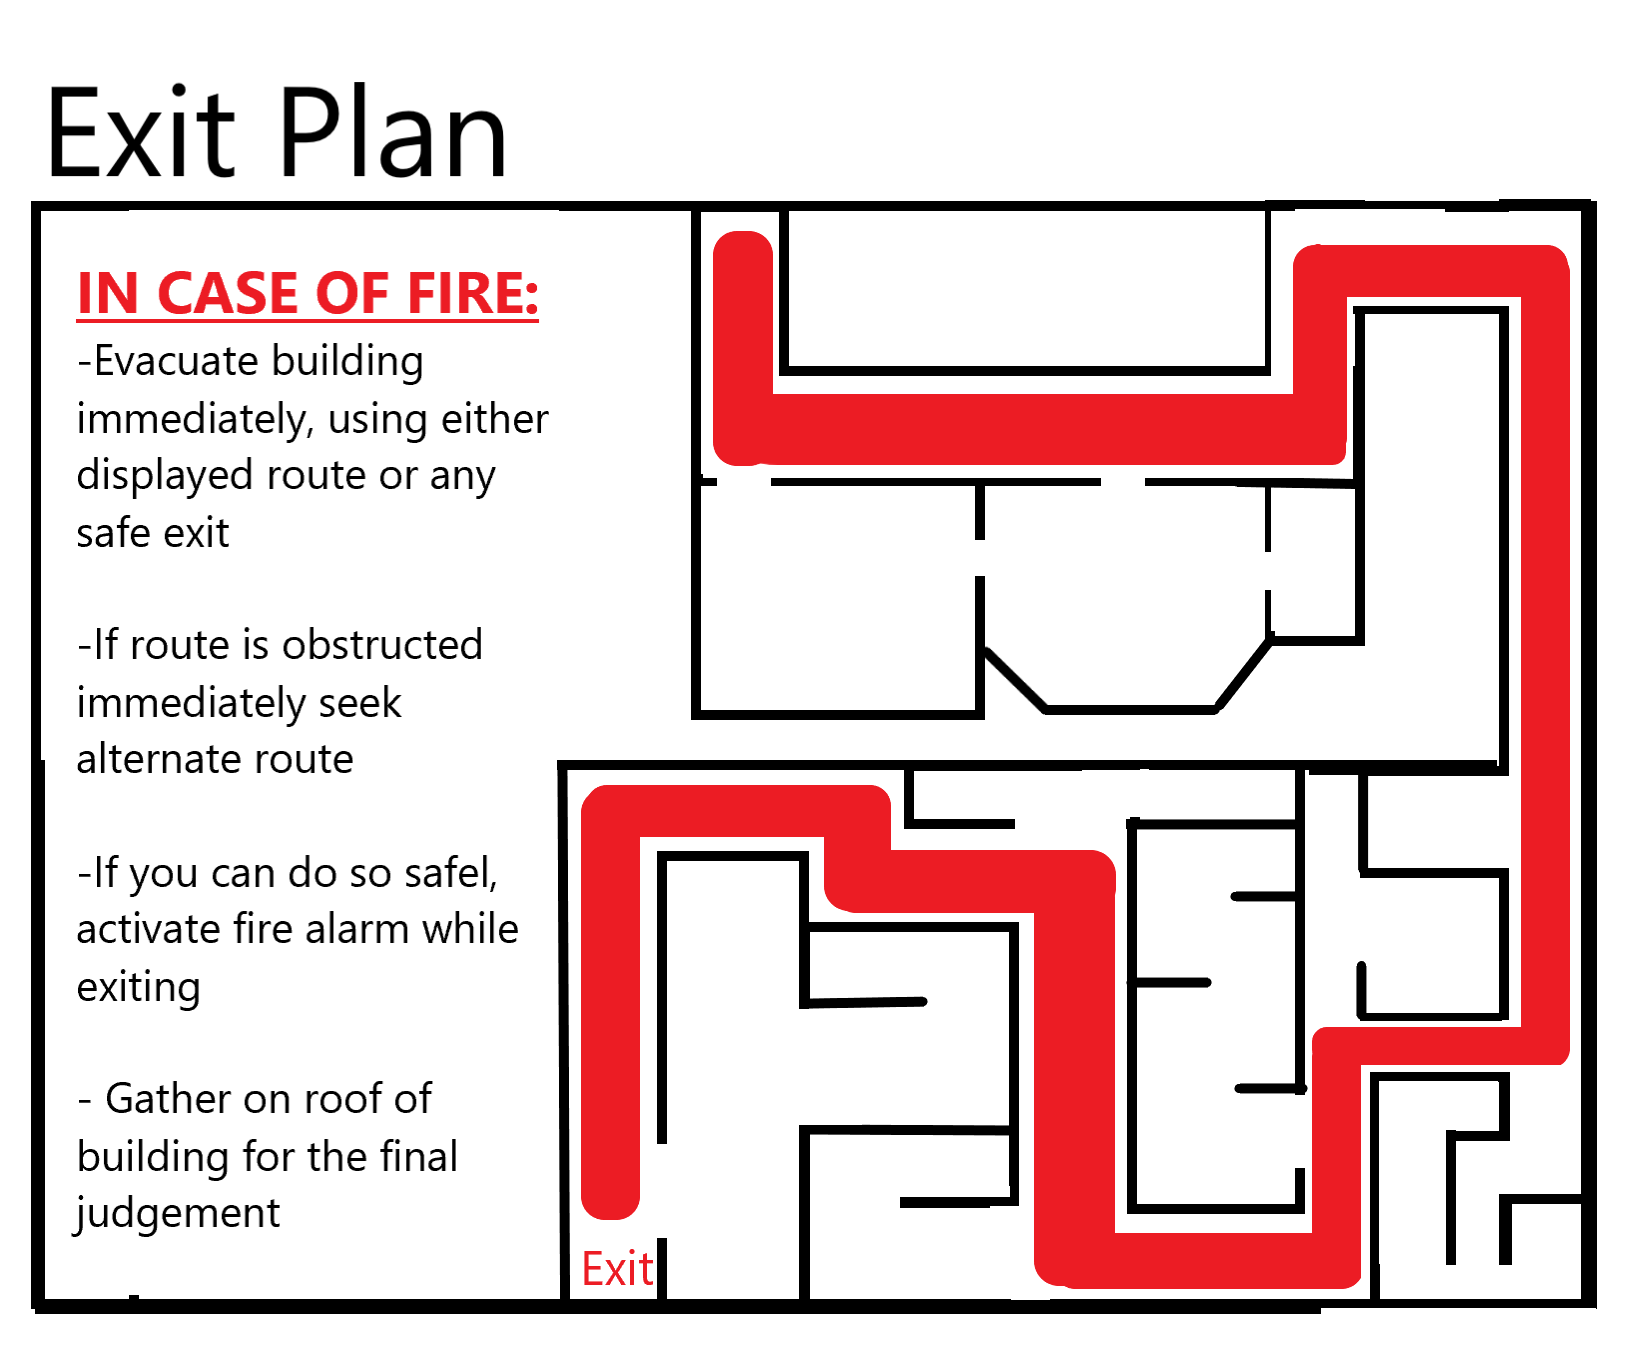 Exit Plan
IN CASE OF FIRE:
-Evacuate building
immediately, using either
displayed route or any
safe exit
-If route is obstructed
immediately seek
alternate route
-If you can do so safel,
activate fire alarm while
exiting
- Gather on roof of
building for the final
judgement
Exit